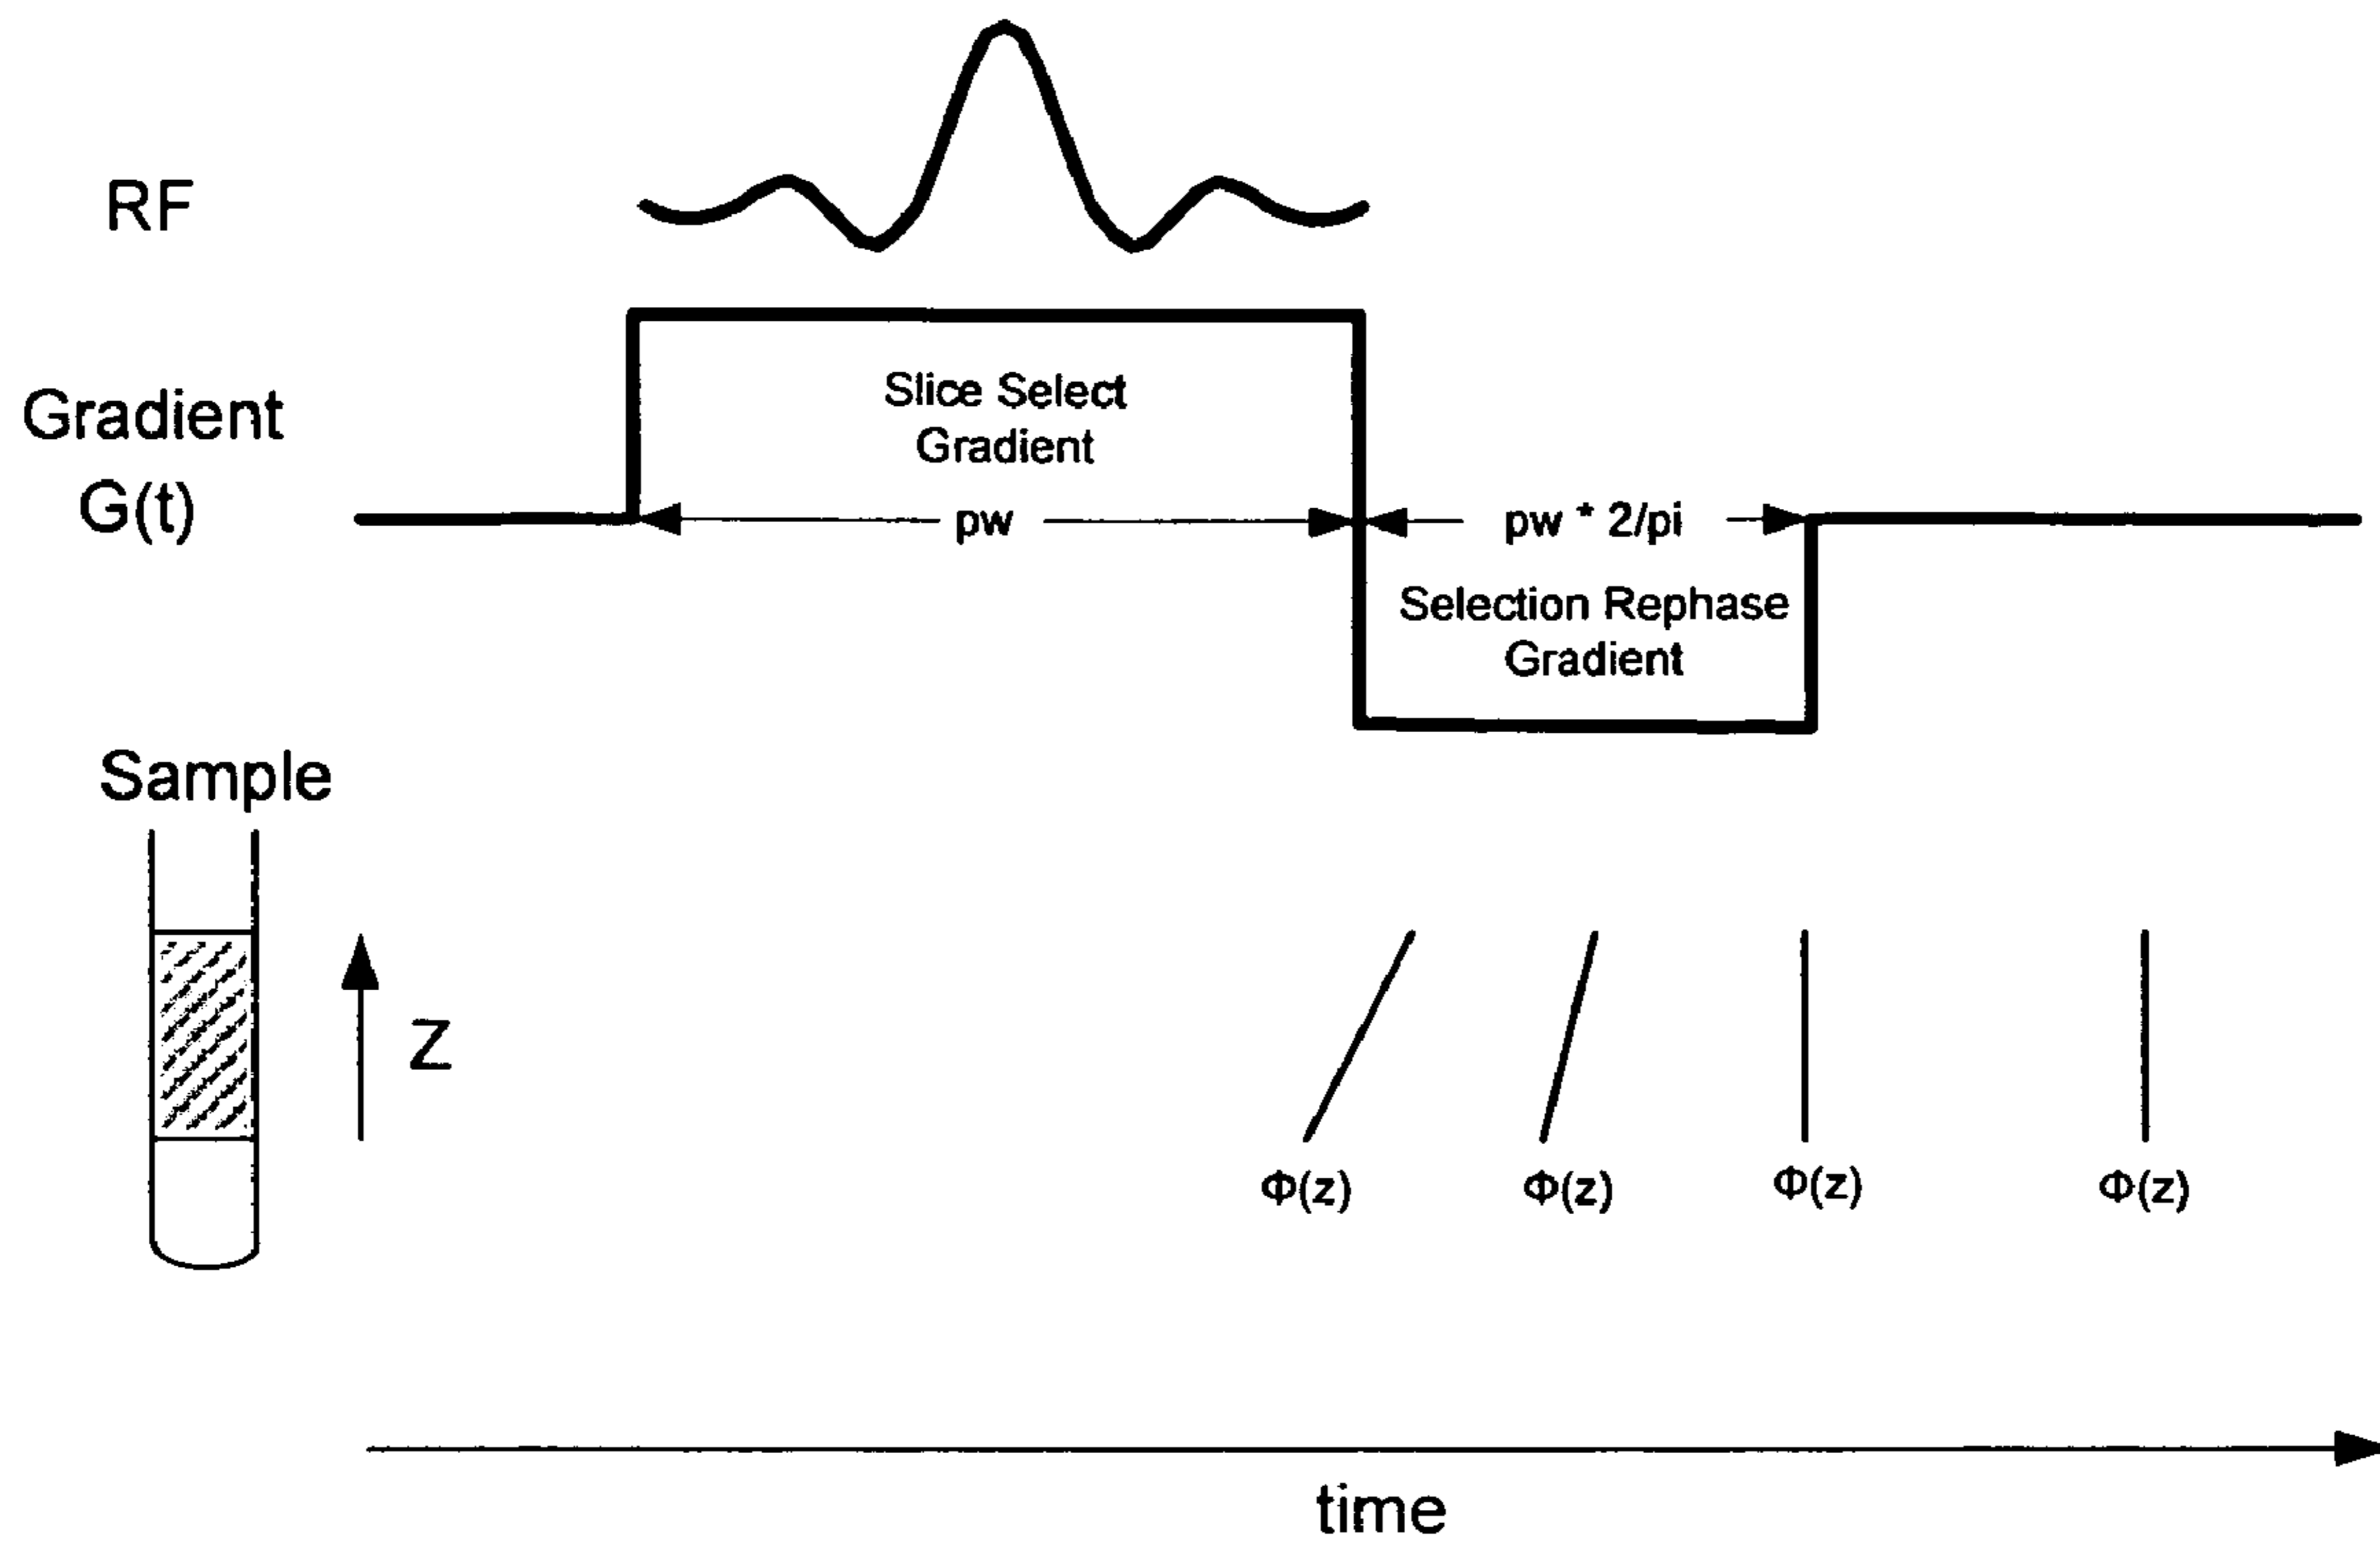 RF
Gradient
G(t)
Slice Select
Gradient
pw
pw * 2/pi
Selection Rephase
Gradient
Sample
Z
Φ(z)
Φ(z)
Φ(z)
Φ(z)
time